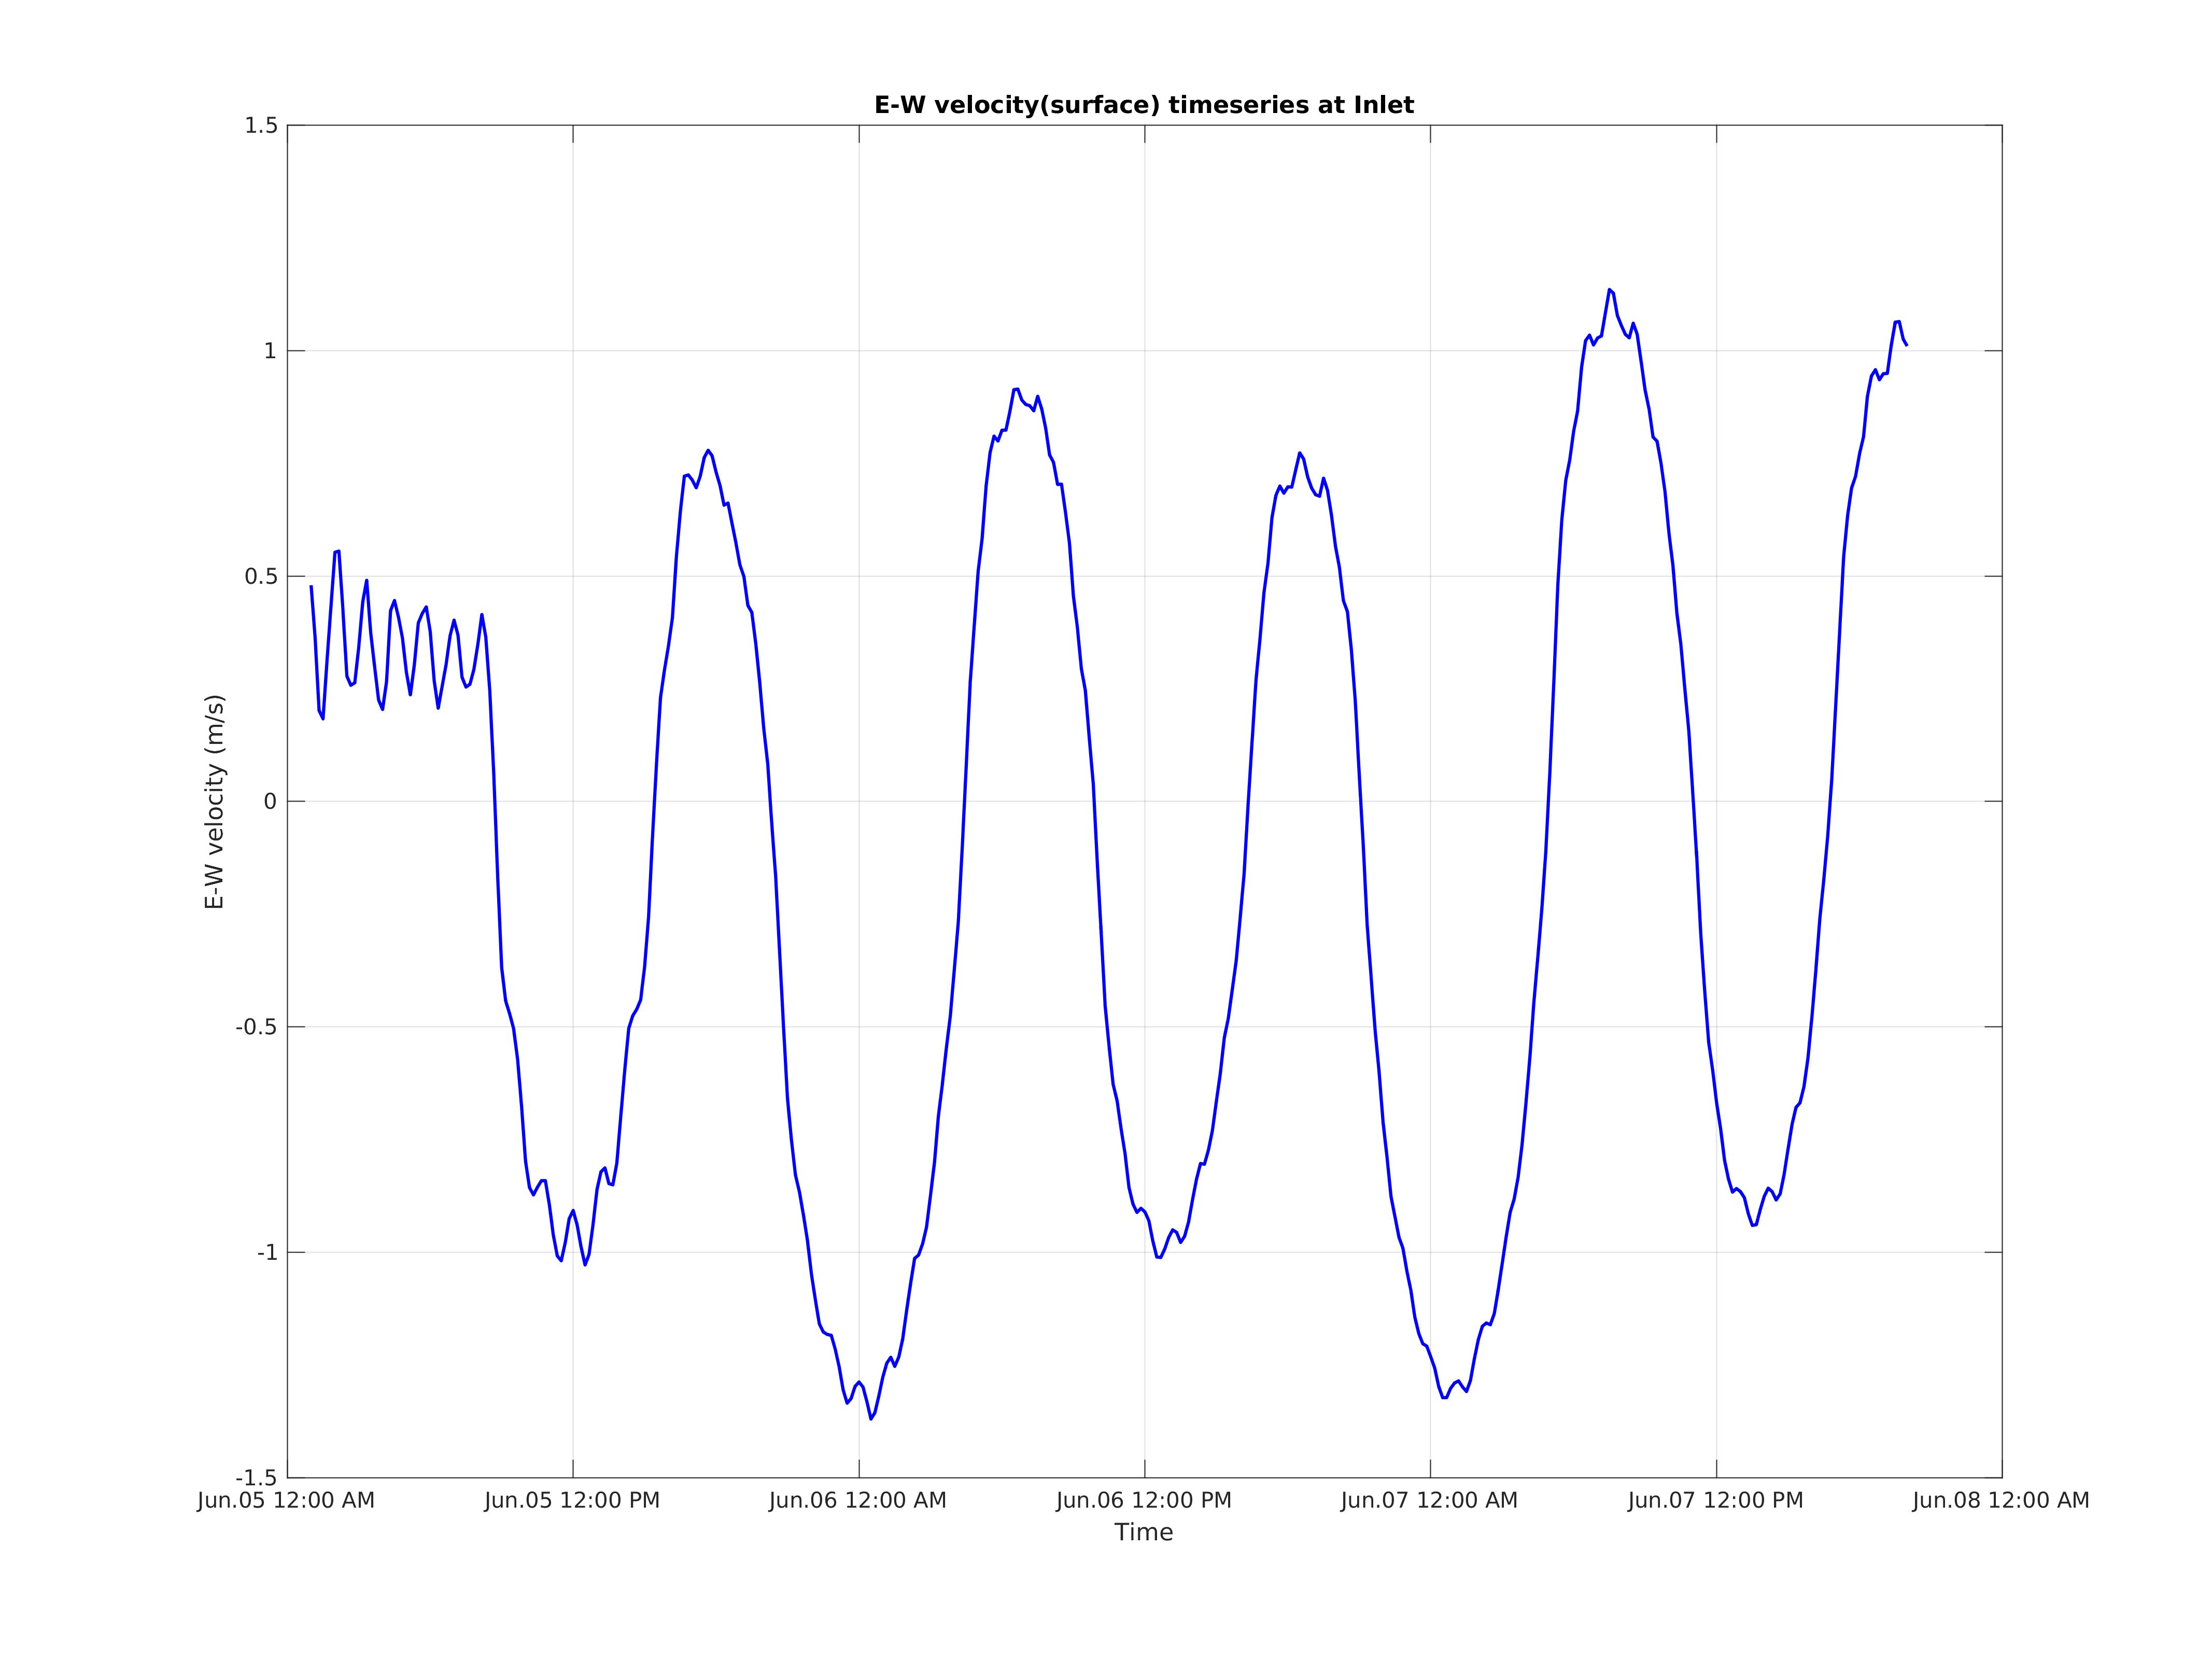 E-W velocity(surface) timeseries at Inlet
1.5
1
0.5
0
-0.5
-1
-1.5
E-W velocity (m/s)
Jun.05 12:00 AM
Jun.05 12:00 PM
Jun.06 12:00 AM
Jun.06 12:00 PM
Jun.07 12:00 AM
Jun.07 12:00 PM
Jun.08 12:00 AM
Time